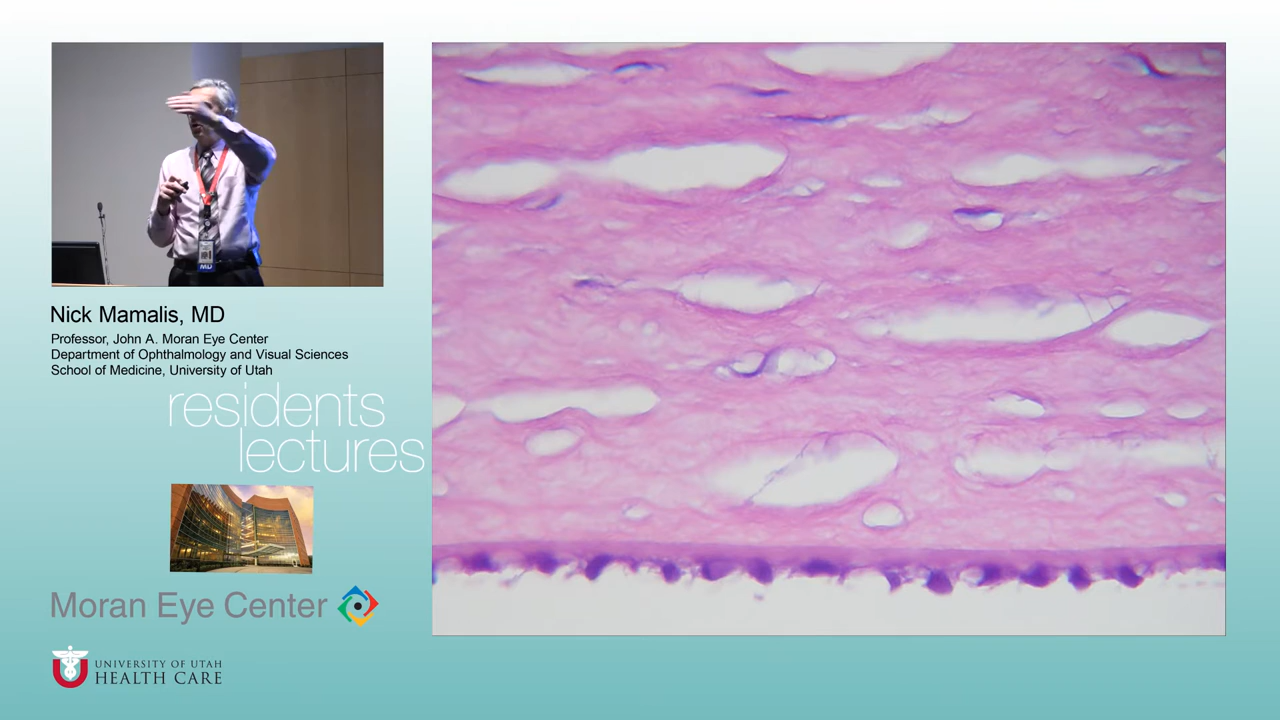 MD
Nick Mamalis, MD
Professor, John A. Moran Eye Center
Department of Ophthalmology and Visual Sciences
School of Medicine, University of Utah
residents
lectures
Moran Eye Center
UNIVERSITY OF UTAH
HEALTH CARE